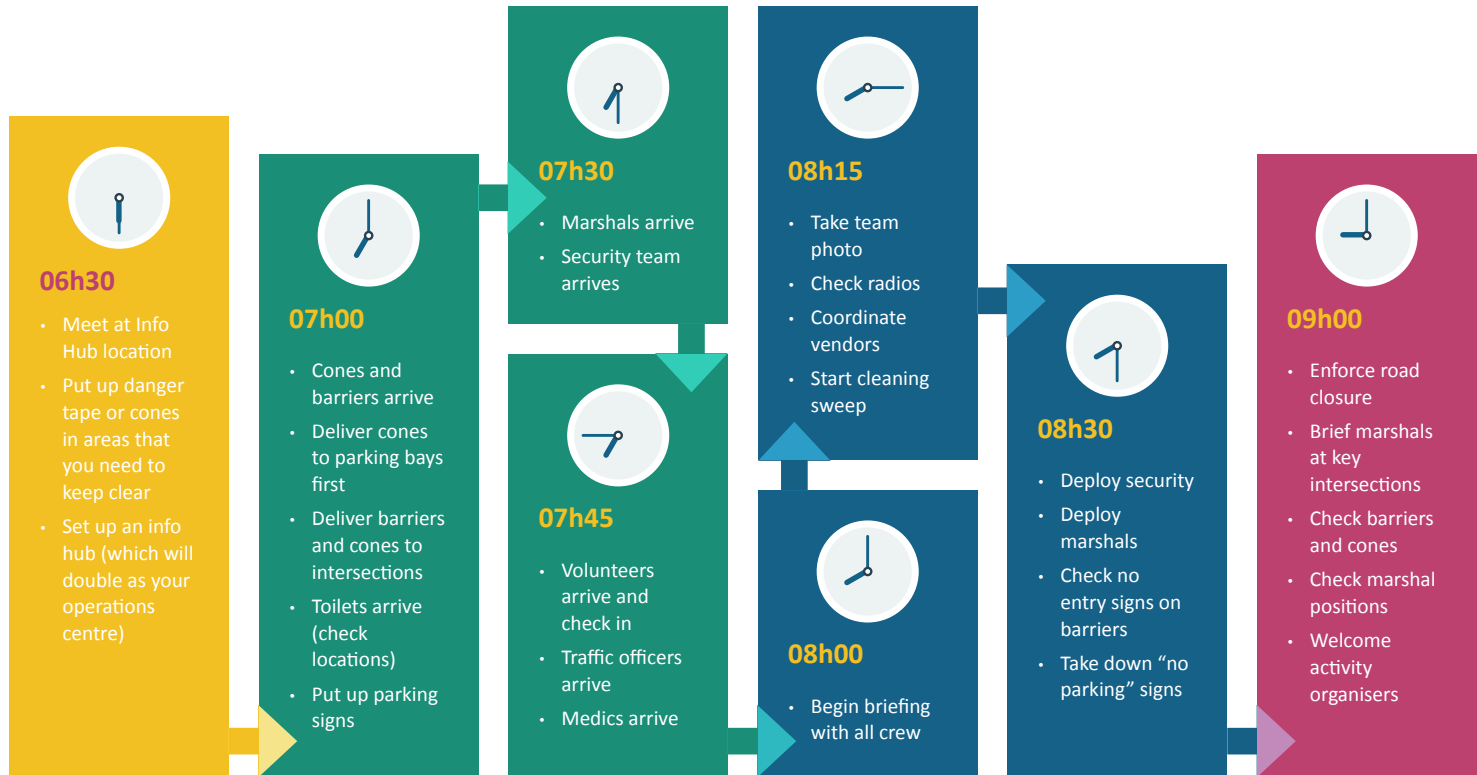 06h30
• Meet at Info
Hub location
• Put up danger
tape or cones
in areas that
you need to
keep clear
• Set up an info
hub (which will
double as your
operations
centre)
07h00
• Cones and
barriers arrive
• Deliver cones
to parking bays
first
• Deliver barriers
and cones to
intersections
• Toilets arrive
(check
locations)
• Put up parking
signs
07h30
• Marshals arrive
• Security team
arrives
07h45
• Volunteers
arrive and
check in
• Traffic officers
arrive
• Medics arrive
08h00
• Begin briefing
with all crew
08h15
• Take team
photo
• Check radios
• Coordinate
vendors
• Start cleaning
sweep
08h30
• Deploy security
• Deploy
marshals
• Check no
entry signs on
barriers
• Take down “no
parking” signs
09h00
• Enforce road
closure
• Brief marshals
at key
intersections
• Check barriers
and cones
• Check marshal
positions
• Welcome
activity
organisers